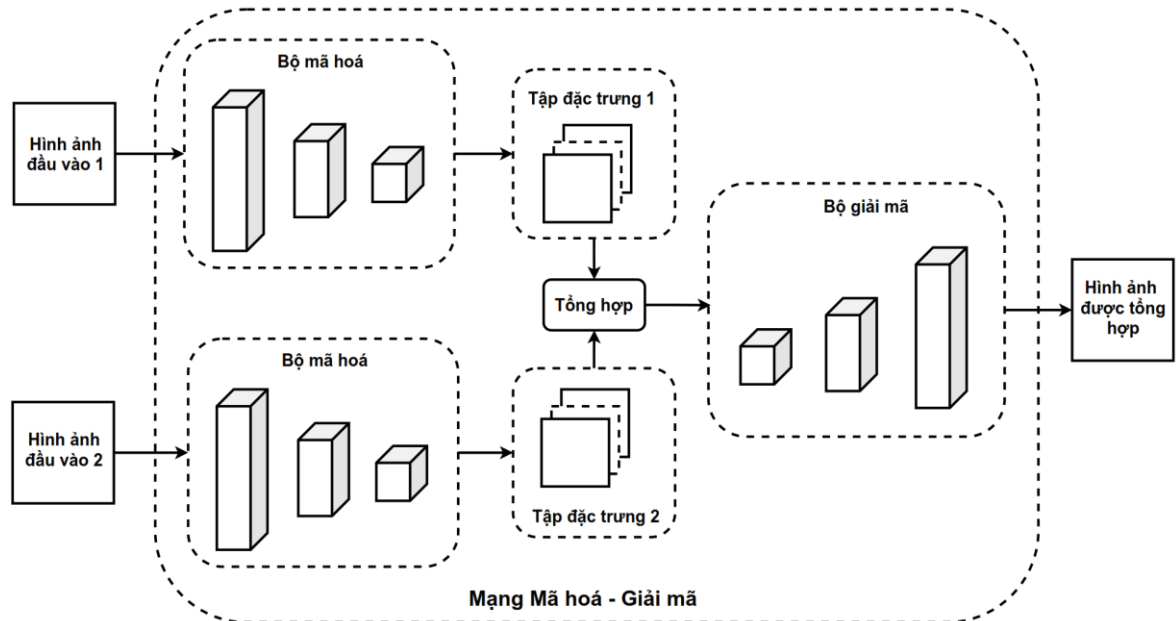 Bộ mã hoá
Hình ảnh
đầu vào 1
Tập đặc trưng 1
Bộ giải mã
Tổng hợp
Hình ảnh
được tổng
hợp
Bộ mã hoá
Hình ảnh
đầu vào 2
Tập đặc trưng 2
Mạng Mã hoá - Giải mã